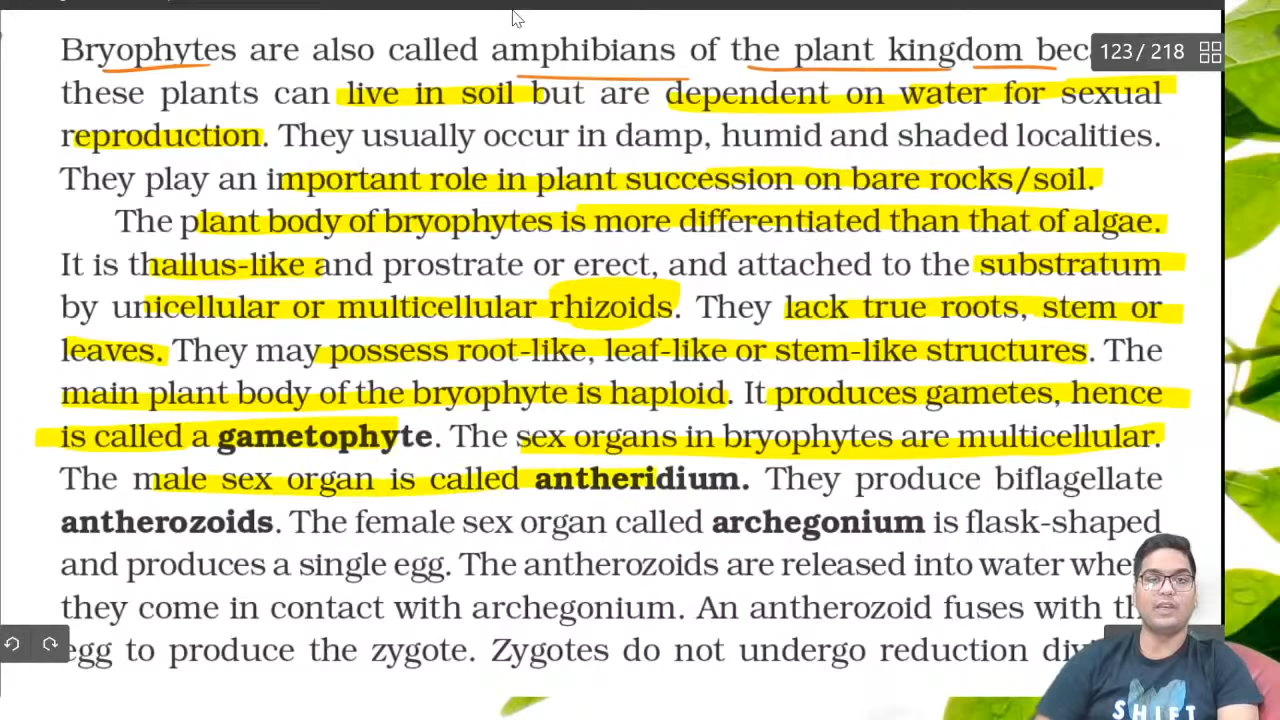 Bryophytes are also called amphibians of the plant kingdom
123 / 218
these plants can live in soil but are dependent on water for sexual
reproduction. They usually occur in damp, humid and shaded localities.
They play an important role in plant succession on bare rocks/soil.
The plant body of bryophytes is more differentiated than that of algae.
It is thallus-like and prostrate or erect, and attached to the substratum
by unicellular or multicellular rhizoids. They lack true roots, stem or
leaves. They may possess root-like, leaf-like or stem-like structures. The
main plant body of the bryophyte is haploid. It produces gametes, hence
is called a gametophyte. The sex organs in bryophytes are multicellular.
The male sex organ is called antheridium. They produce biflagellate
antherozoids. The female sex organ called archegonium is flask-shaped
and produces a single egg. The antherozoids are released into water
they come in contact with archegonium. An antherozoid fuses with
egg to produce the zygote. Zygotes do not undergo reduction
SHIFT